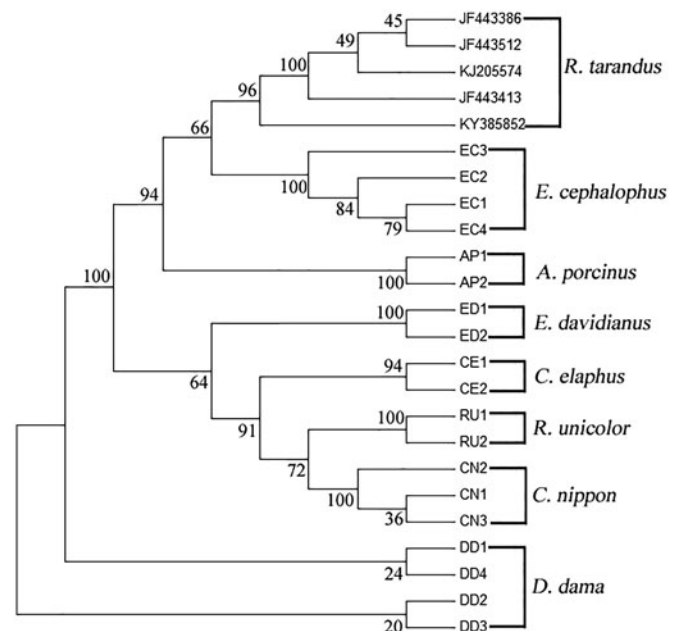 45 JF443386
49 JF443512
100 KJ205574 R. tarandus
96 JF443413
66 KY385852
EC3
100 EC2 E. cephalophus
94 84 EC1
79 EC4
AP1 A. porcinus
100 100 AP2
100 ED1 E. davidianus
ED2
64 94 CE1 C. elaphus
CE2
91 100 RU1 R. unicolor
72 RU2
CN2
100 CN1 C. nippon
36 CN3
DD1
24 DD4 D. dama
DD2
20 DD3